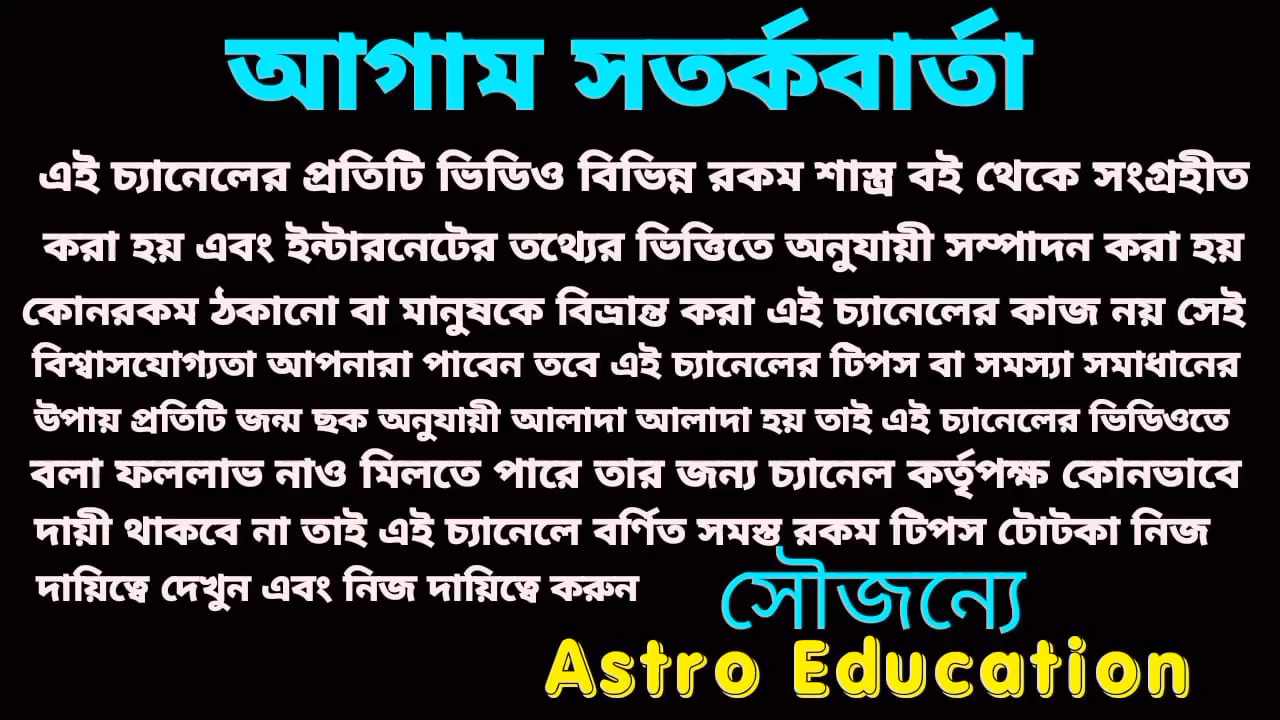 আগাম সতর্কবার্তা
এই চ্যানেলের প্রতিটি ভিডিও বিভিন্ন রকম শাস্ত্র বই থেকে সংগ্রহীত
করা হয় এবং ইন্টারনেটের তথ্যের ভিত্তিতে অনুযায়ী সম্পাদন করা হয়
কোনরকম ঠকানো বা মানুষকে বিভ্রান্ত করা এই চ্যানেলের কাজ নয় সেই
বিশ্বাসযোগ্যতা আপনারা পাবেন তবে এই চ্যানেলের টিপস বা সমস্যা সমাধানের
উপায় প্রতিটি জন্ম ছক অনুযায়ী আলাদা আলাদা হয় তাই এই চ্যানেলের ভিডিওতে
বলা ফললাভ নাও মিলতে পারে তার জন্য চ্যানেল কর্তৃপক্ষ কোনভাবে
দায়ী থাকবে না তাই এই চ্যানেলে বর্ণিত সমস্ত রকম টিপস টোটকা নিজ
দায়িত্বে দেখুন এবং নিজ দায়িত্বে করুন
সৌজন্যে
Astro Education